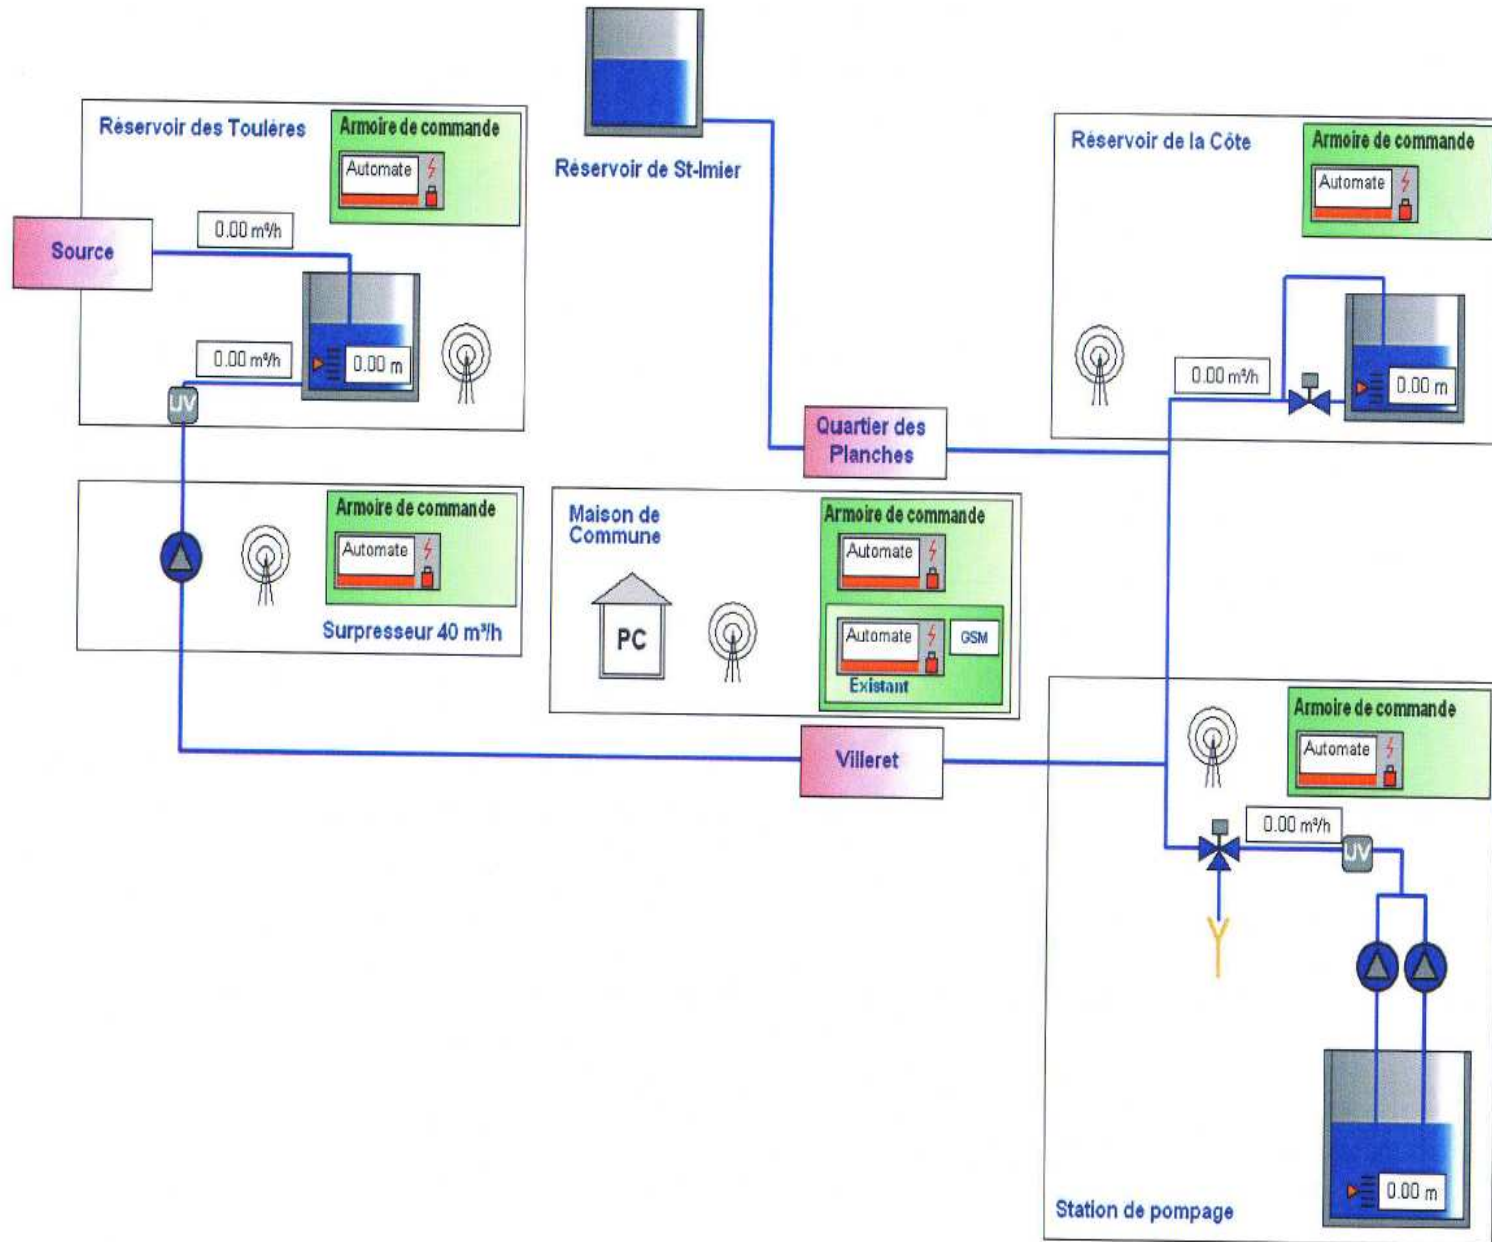 Réservoir des Toulères
Armoire de commande
Automate
0.00 m³/h
Source
0.00 m³/h
0.00 m
UV
Réservoir de St-Imier
Réservoir de la Côte
Armoire de commande
Automate
0.00 m³/h
0.00 m
Quartier des
Planches
Armoire de commande
Automate
Surpresseur 40 m³/h
Maison de
Commune
PC
Armoire de commande
Automate
Automate
GSM
Existant
Villeret
Armoire de commande
Automate
0.00 m³/h
UV
0.00 m
Station de pompage